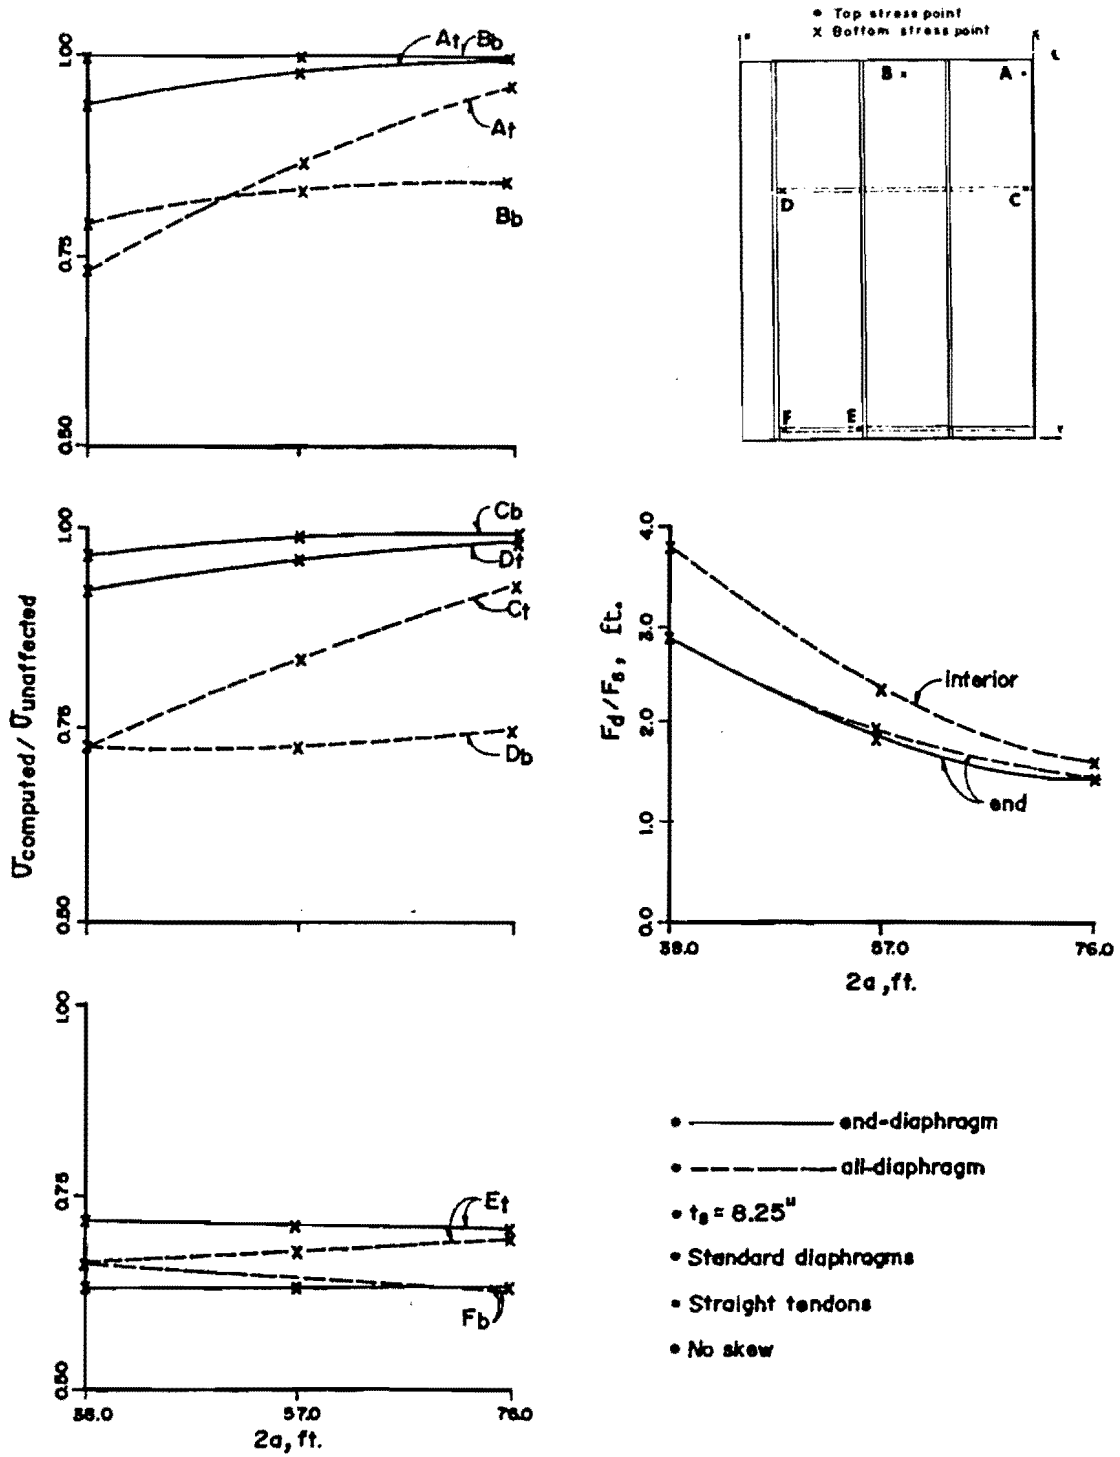 • Top stress point
x Bottom stress point
1.00
0.75
0.50
At
Bb
At
Bb
B
A
D
C
F
E
σcomputed / σunaffected
1.00
0.75
0.50
Cb
Dt
Ct
Db
Fd/Fs, ft.
4.0
3.0
2.0
1.0
0.0
interior
end
38.0
57.0
76.0
2a, ft.
1.00
0.75
0.50
Et
Fb
38.0
57.0
76.0
2a, ft.
• end-diaphragm
• all-diaphragm
• ts = 8.25"
• Standard diaphragms
• Straight tendons
• No skew